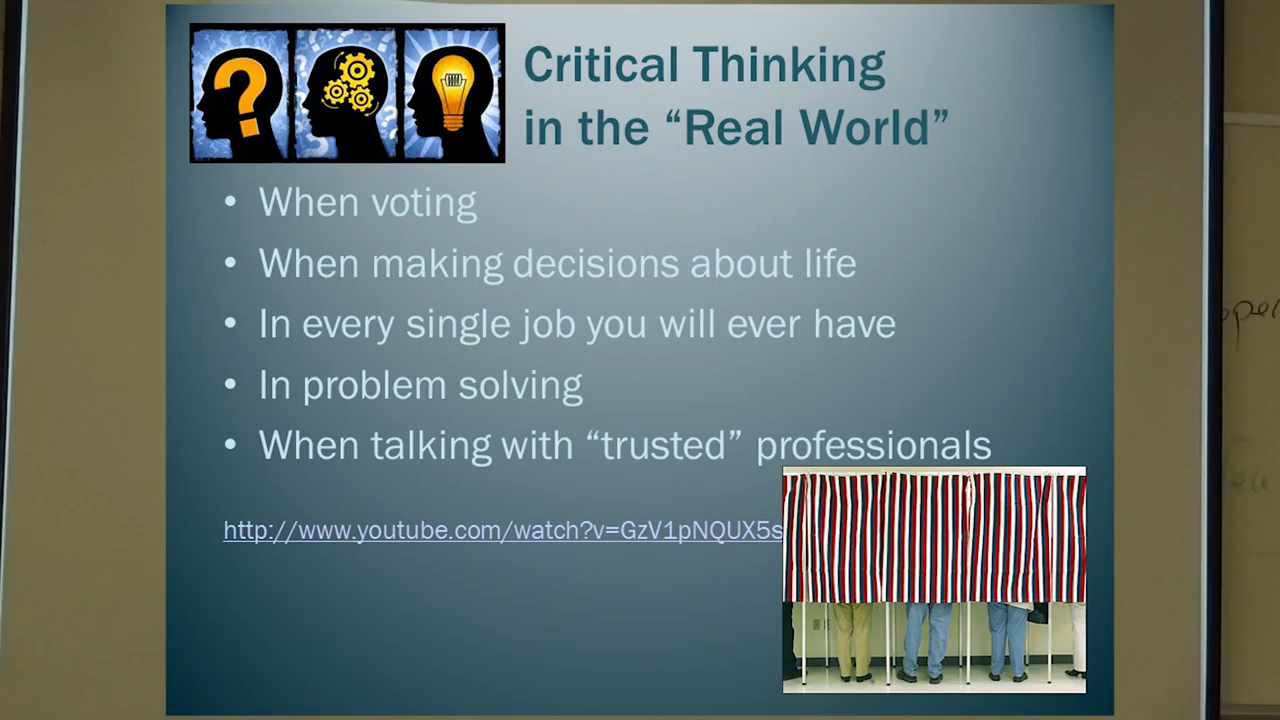 Critical Thinking
in the “Real World”
• When voting
• When making decisions about life
• In every single job you will ever have
• In problem solving
• When talking with “trusted” professionals
http://www.youtube.com/watch?v=GzV1pNQUX5s